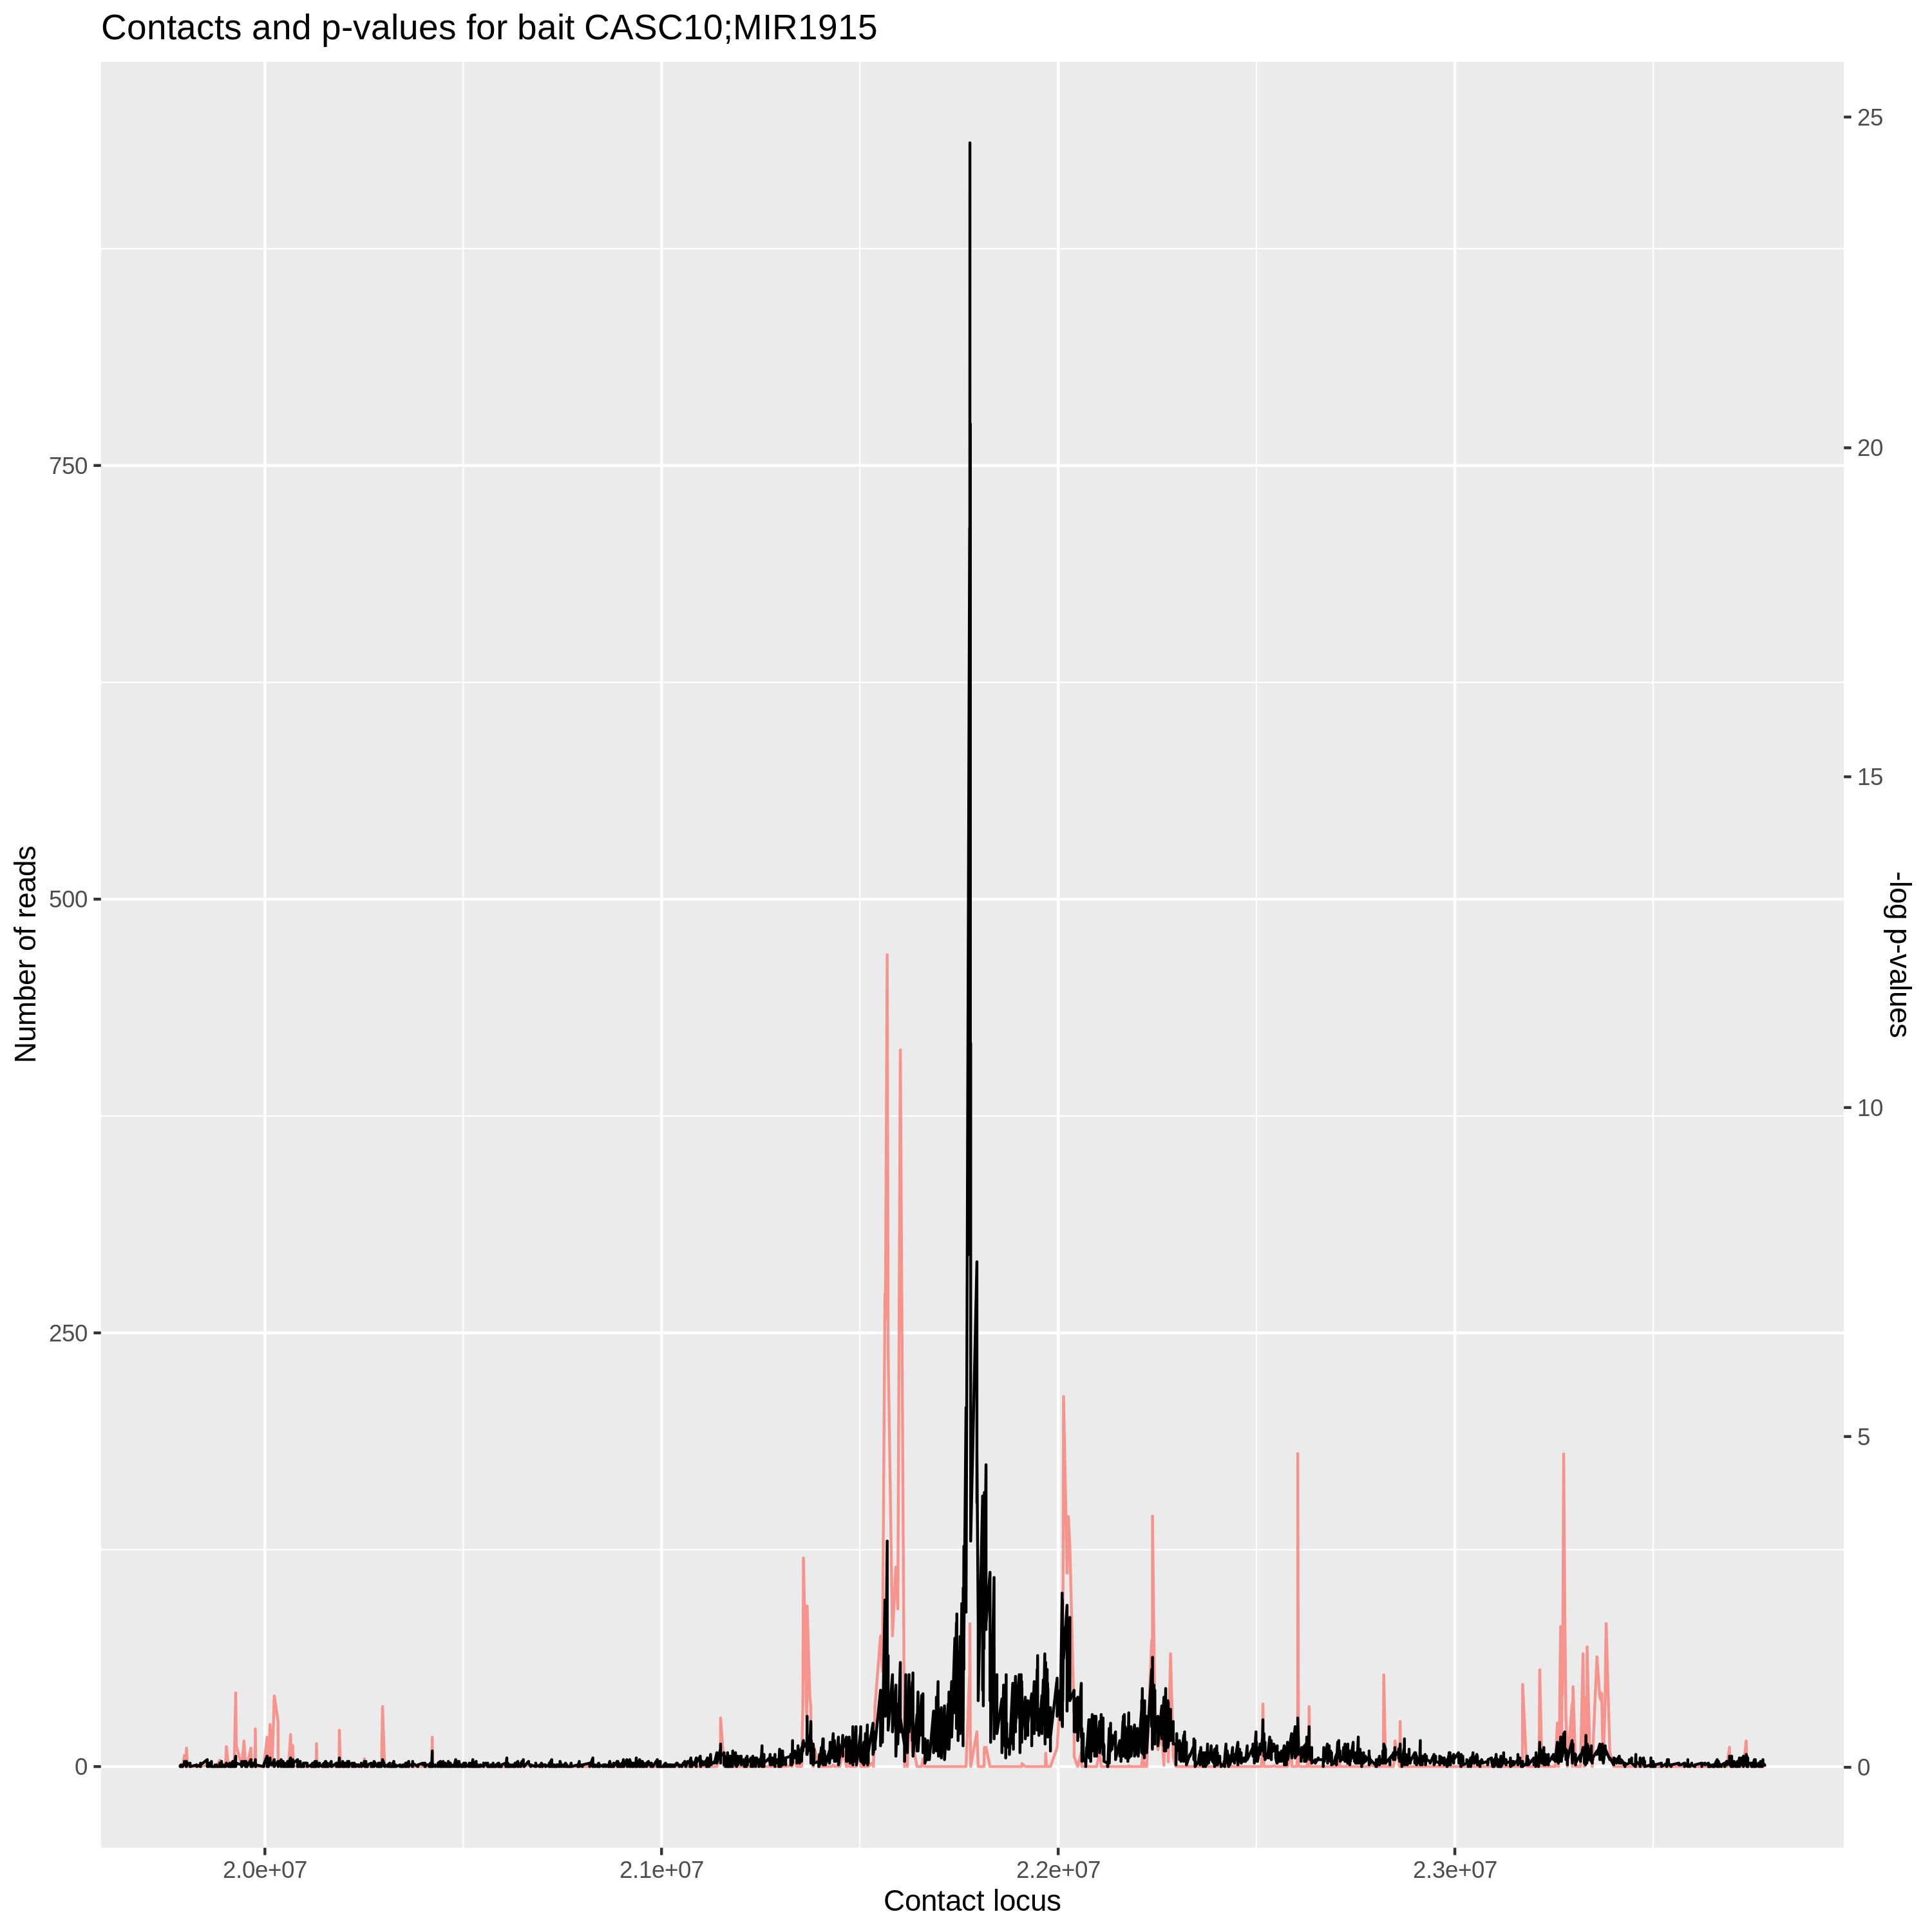 Contacts and p-values for bait CASC10;MIR1915
Number of reads
750
500
250
0
25
20
15
10
5
0
-log p-values
2.0e+07
2.1e+07
2.2e+07
2.3e+07
Contact locus